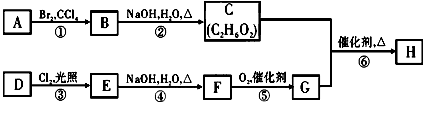 A Br₂,CCl₄ ① B NaOH,H₂O,△ ② C
(C₂H₆O₂)
催化剂,△ ⑥ H
D Cl₂,光照 ③ E NaOH,H₂O,△ ④ F O₂,催化剂 ⑤ G